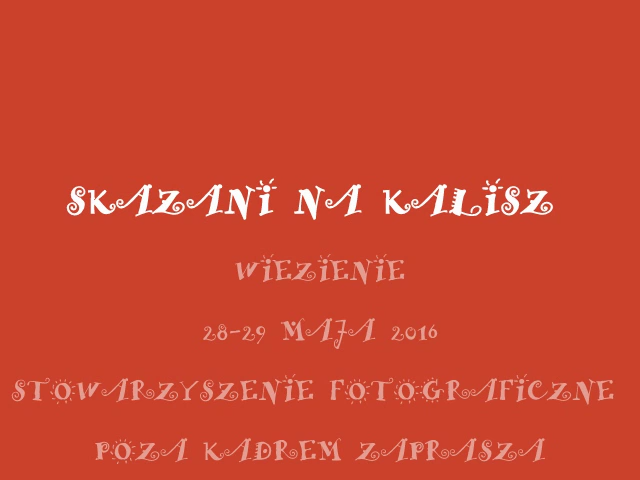 SKAZANI NA KALISZ
WIEZIENIE
28-29 MAJA 2016
STOWARZYSZENIE FOTOGRAFICZNE
POZA KADREM ZAPRASZA